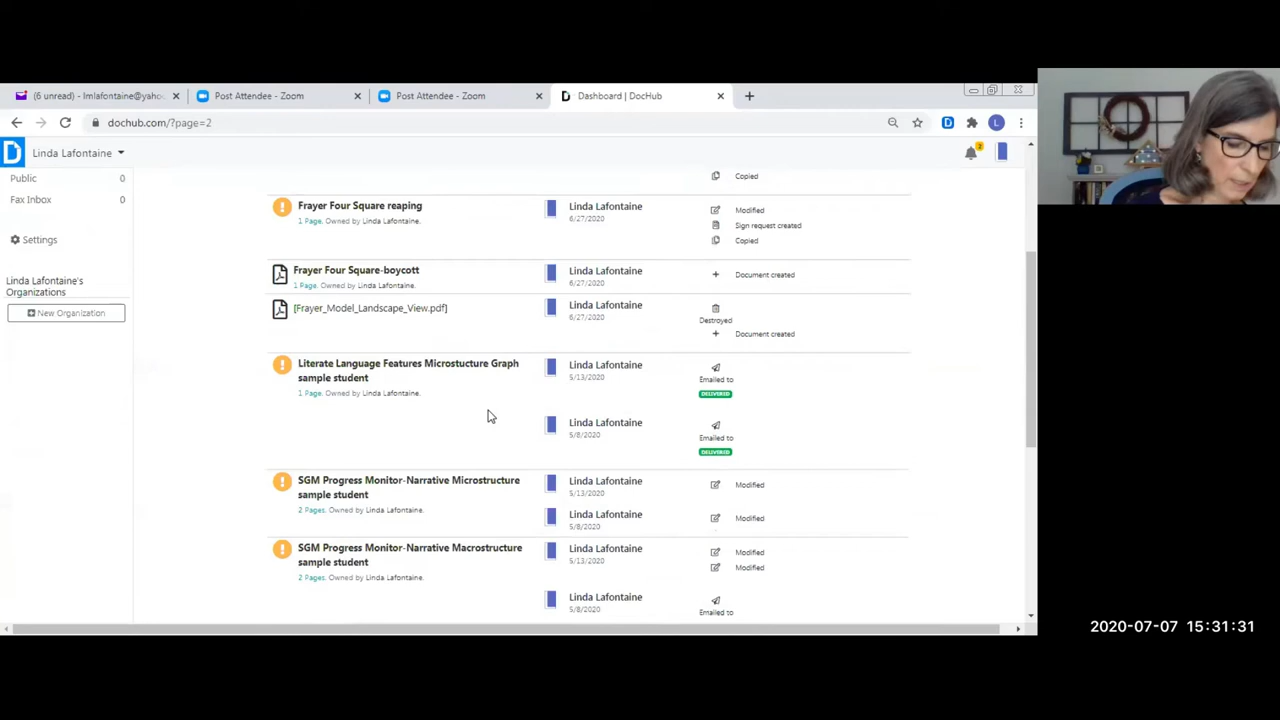 (6 unread) - lmlafontaine@yaho
Post Attendee - Zoom
Post Attendee - Zoom
Dashboard | DocHub
dochub.com/?page=2
L
D
Linda Lafontaine
2
Public 0
Fax Inbox 0
Settings
Linda Lafontaine's
Organizations
New Organization
Copied
Frayer Four Square reaping
1 Page. Owned by Linda Lafontaine.
Linda Lafontaine
6/27/2020
Modified
Sign request created
Copied
Frayer Four Square-boycott
1 Page. Owned by Linda Lafontaine.
Linda Lafontaine
6/27/2020
Document created
[Frayer_Model_Landscape_View.pdf]
Linda Lafontaine
6/27/2020
Destroyed
Document created
Literate Language Features Microstucture Graph
sample student
1 Page. Owned by Linda Lafontaine.
Linda Lafontaine
5/13/2020
Emailed to
DELIVERED
Linda Lafontaine
5/8/2020
Emailed to
DELIVERED
SGM Progress Monitor-Narrative Microstructure
sample student
2 Pages. Owned by Linda Lafontaine.
Linda Lafontaine
5/13/2020
Modified
Linda Lafontaine
5/8/2020
Modified
SGM Progress Monitor-Narrative Macrostructure
sample student
2 Pages. Owned by Linda Lafontaine.
Linda Lafontaine
5/13/2020
Modified
Modified
Linda Lafontaine
5/8/2020
Emailed to
2020-07-07 15:31:31